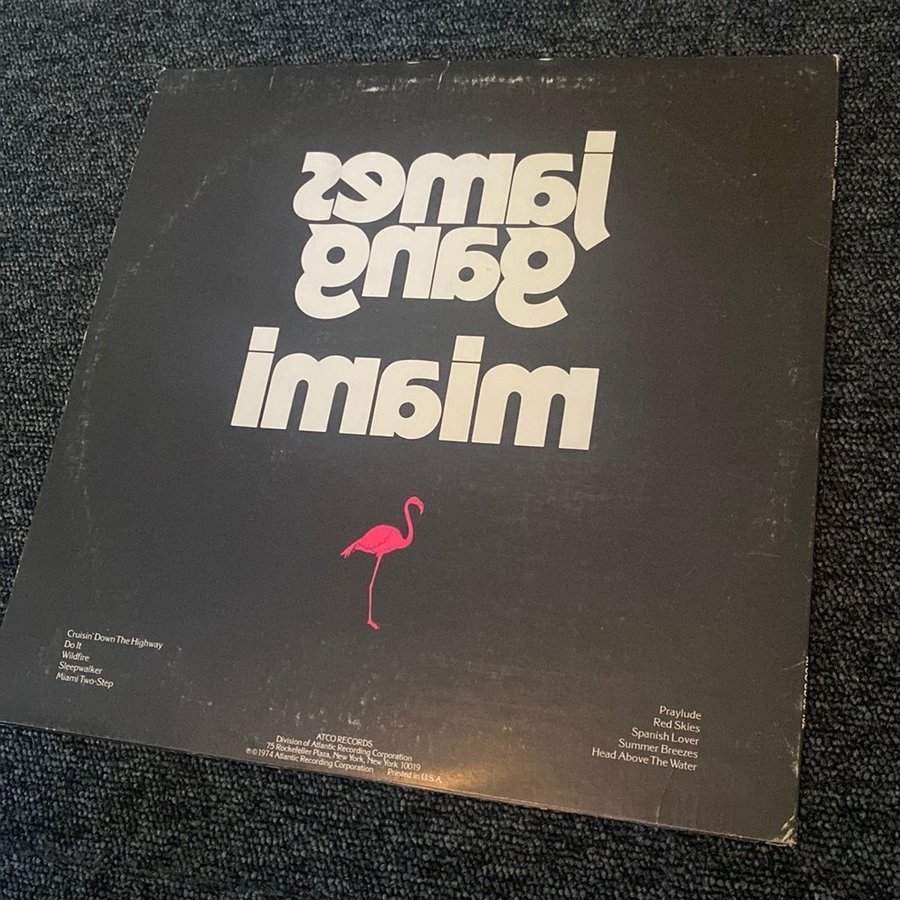 james
gang
miami
Cruisin' Down The Highway
Do It
Wildfire
Sleepwalker
Miami Two-Step
Praylude
Red Skies
Spanish Lover
Summer Breezes
Head Above The Water
ATCO RECORDS
Division of Atlantic Recording Corporation
75 Rockefeller Plaza, New York, New York 10019
℗©1974 Atlantic Recording Corporation Printed in U.S.A.